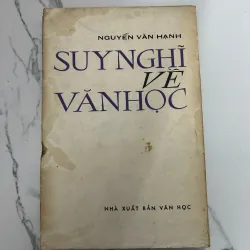 NGUYỄN VĂN HẠNH
SUY NGHĨ
VỀ
VĂN HỌC
NHÀ XUẤT BẢN VĂN HỌC